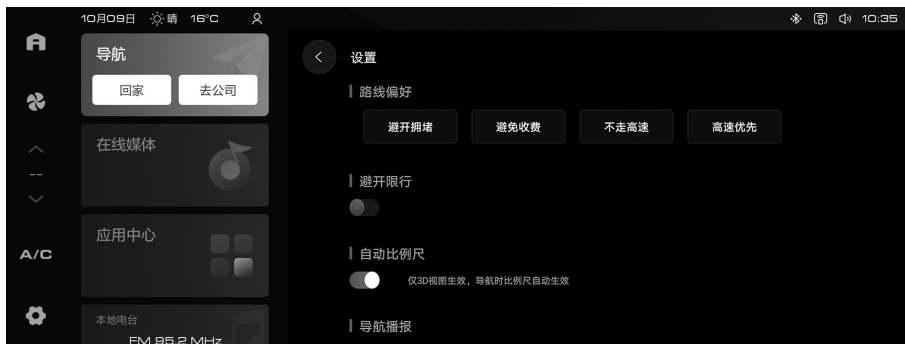 10月09日 晴 16°C
10:35
导航
回家 去公司
在线媒体
应用中心
本地电台
FM 95.2 MHz
A/C
--
设置
路线偏好
避开拥堵 避免收费 不走高速 高速优先
避开限行
自动比例尺
仅3D视图生效，导航时比例尺自动生效
导航播报